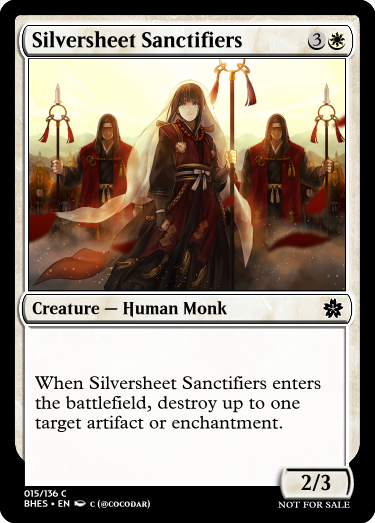 Silversheet Sanctifiers 3
Creature — Human Monk
When Silversheet Sanctifiers enters
the battlefield, destroy up to one
target artifact or enchantment.
2/3
015/136 C
BHES • EN C (@COCODAR)
NOT FOR SALE